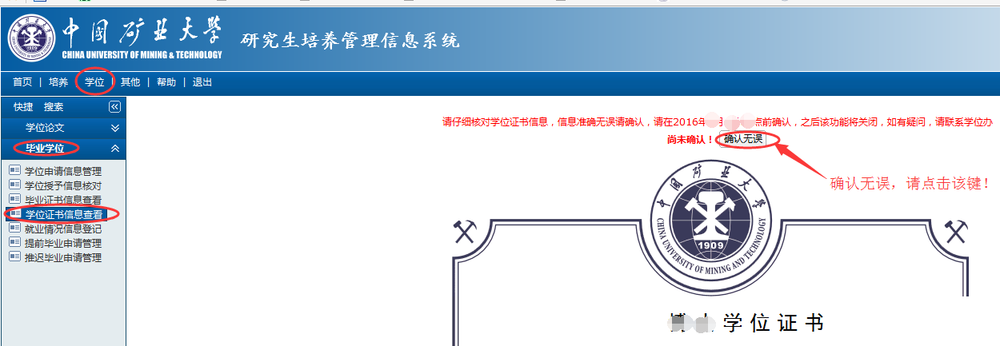 中国矿业大学
CHINA UNIVERSITY OF MINING & TECHNOLOGY
1909
研究生培养管理信息系统
首页 | 培养 | 学位 | 其他 | 帮助 | 退出
快捷 搜索
学位论文
毕业学位
学位申请信息管理
学位授予信息核对
毕业证书信息查看
学位证书信息查看
就业情况信息登记
提前毕业申请管理
推迟毕业申请管理
请仔细核对学位证书信息，信息准确无误请确认，请在2016年 月 点前确认，之后该功能将关闭，如有疑问，请联系学位办
尚未确认！ 确认无误
确认无误，请点击该键！
中国矿业大学
CHINA UNIVERSITY OF MINING AND TECHNOLOGY
1909
学位证书